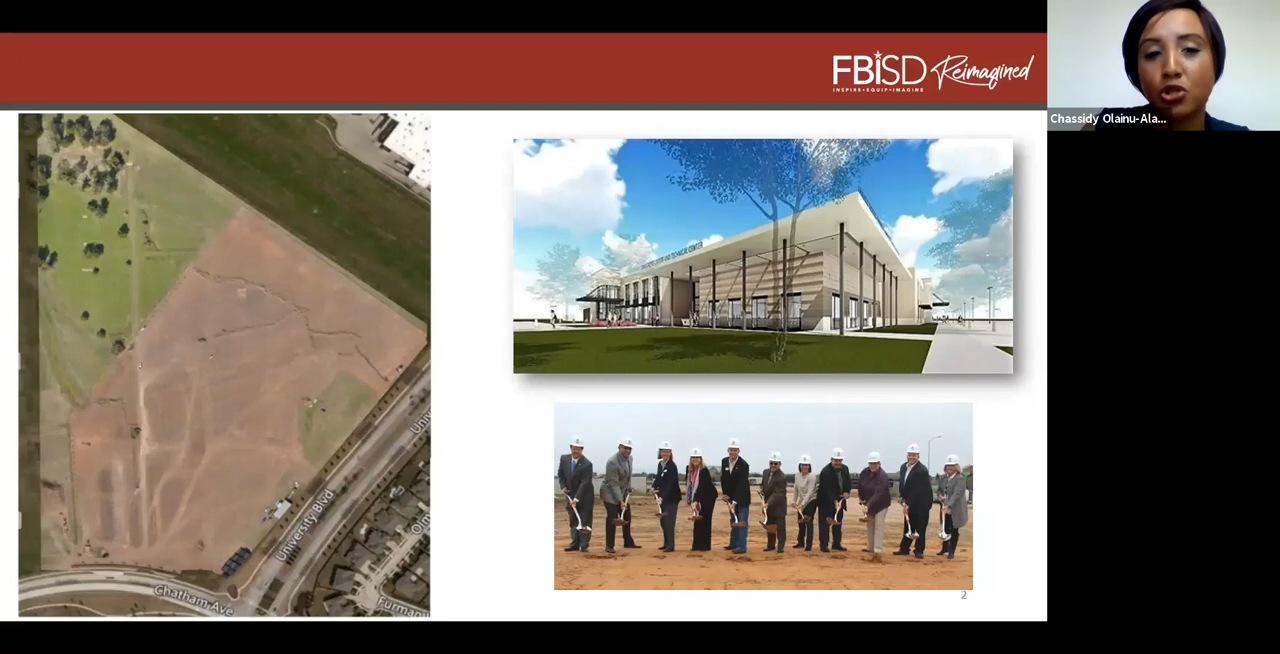 FBISD Reimagined
INSPIRE•EQUIP•IMAGINE
Chassidy Olainu-Ala...
University Blvd
Chatham Ave
2